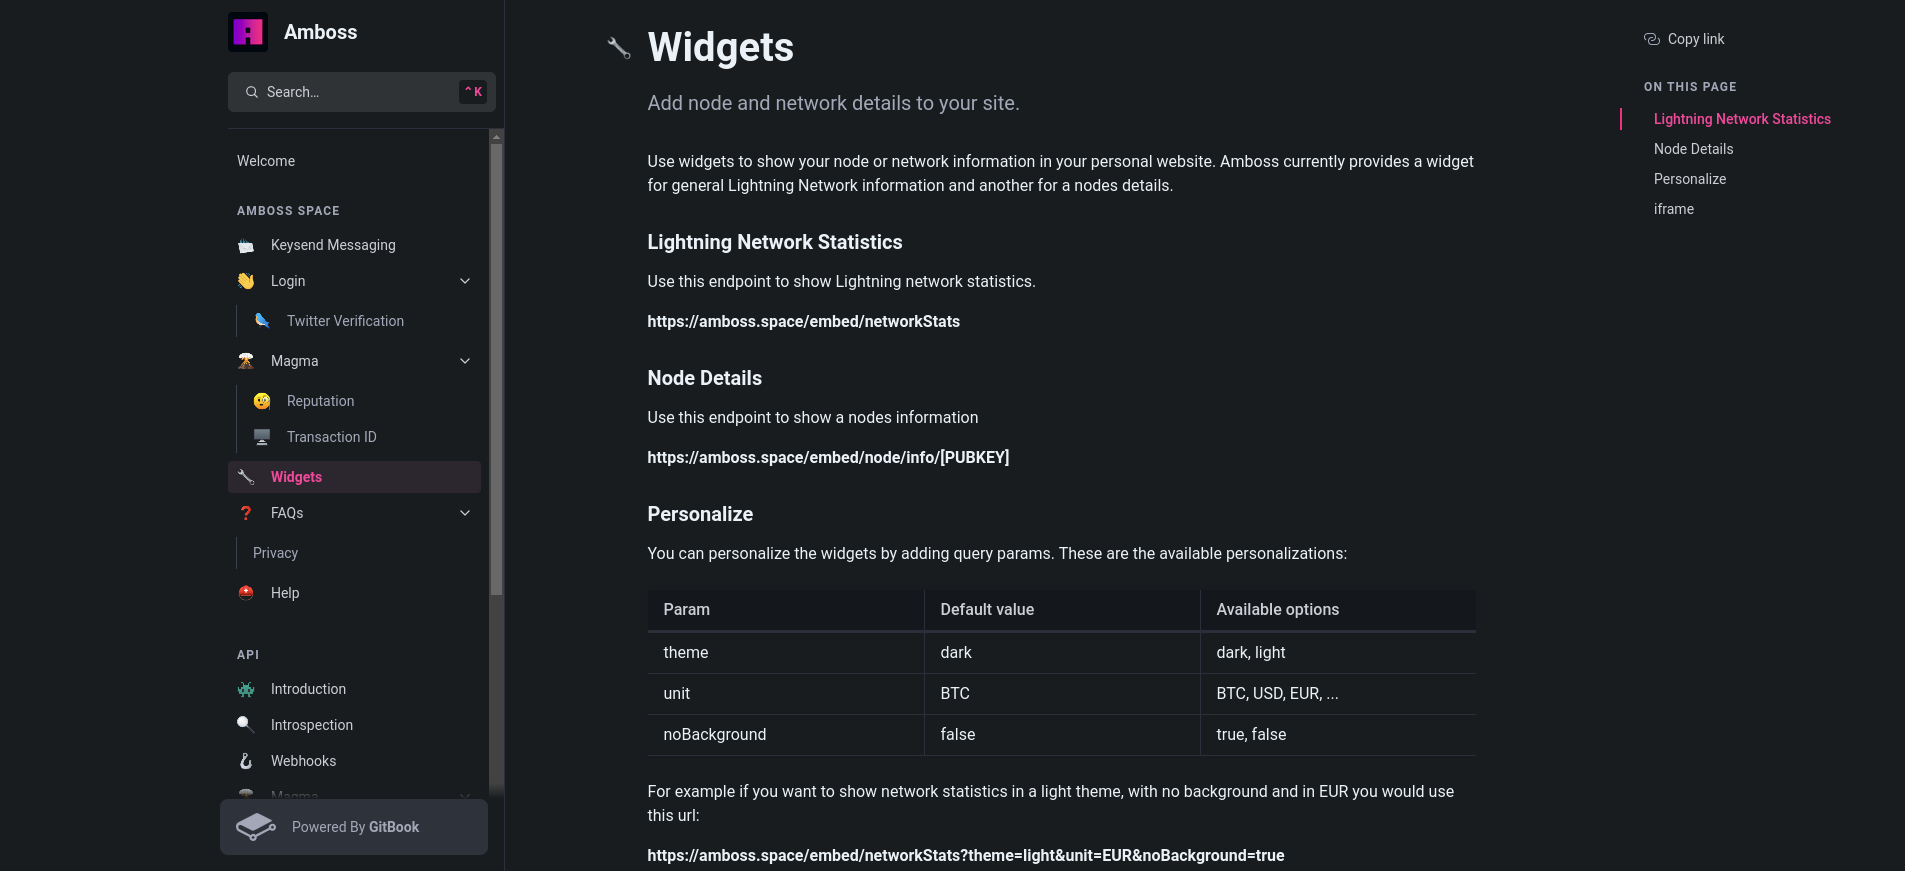 Amboss
Search...
⌃K
Welcome
AMBOSS SPACE
Keysend Messaging
Login
Twitter Verification
Magma
Reputation
Transaction ID
Widgets
FAQs
Privacy
Help
API
Introduction
Introspection
Webhooks
Magma
Powered By GitBook
Widgets
Add node and network details to your site.
Use widgets to show your node or network information in your personal website. Amboss currently provides a widget
for general Lightning Network information and another for a nodes details.
Lightning Network Statistics
Use this endpoint to show Lightning network statistics.
https://amboss.space/embed/networkStats
Node Details
Use this endpoint to show a nodes information
https://amboss.space/embed/node/info/[PUBKEY]
Personalize
You can personalize the widgets by adding query params. These are the available personalizations:
Param Default value Available options
theme dark dark, light
unit BTC BTC, USD, EUR, ...
noBackground false true, false
For example if you want to show network statistics in a light theme, with no background and in EUR you would use
this url:
https://amboss.space/embed/networkStats?theme=light&unit=EUR&noBackground=true
Copy link
ON THIS PAGE
Lightning Network Statistics
Node Details
Personalize
iframe